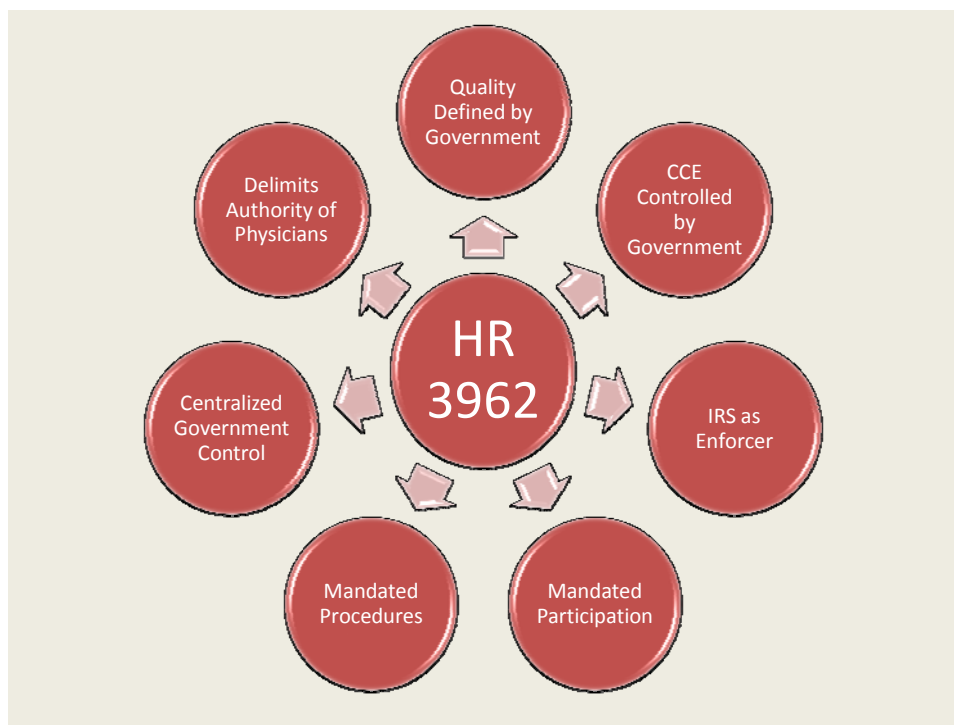 Quality
Defined by
Government
CCE
Controlled
by
Government
IRS as
Enforcer
Mandated
Participation
Mandated
Procedures
Centralized
Government
Control
Delimits
Authority of
Physicians
HR
3962